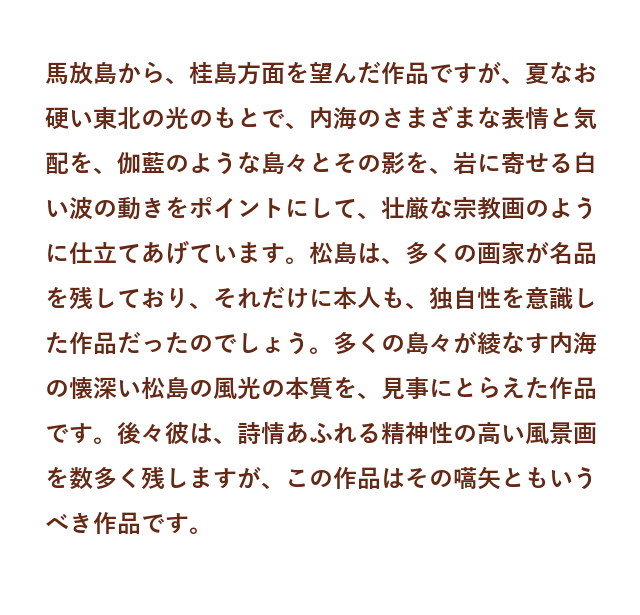 馬放島から、桂島方面を望んだ作品ですが、夏なお
硬い東北の光のもとで、内海のさまざまな表情と気
配を、伽藍のような島々とその影を、岩に寄せる白
い波の動きをポイントにして、壮厳な宗教画のよう
に仕立てあげています。松島は、多くの画家が名品
を残しており、それだけに本人も、独自性を意識し
た作品だったのでしょう。多くの島々が綾なす内海
の懐深い松島の風光の本質を、見事にとらえた作品
です。後々彼は、詩情あふれる精神性の高い風景画
を数多く残しますが、この作品はその嚆矢ともいう
べき作品です。